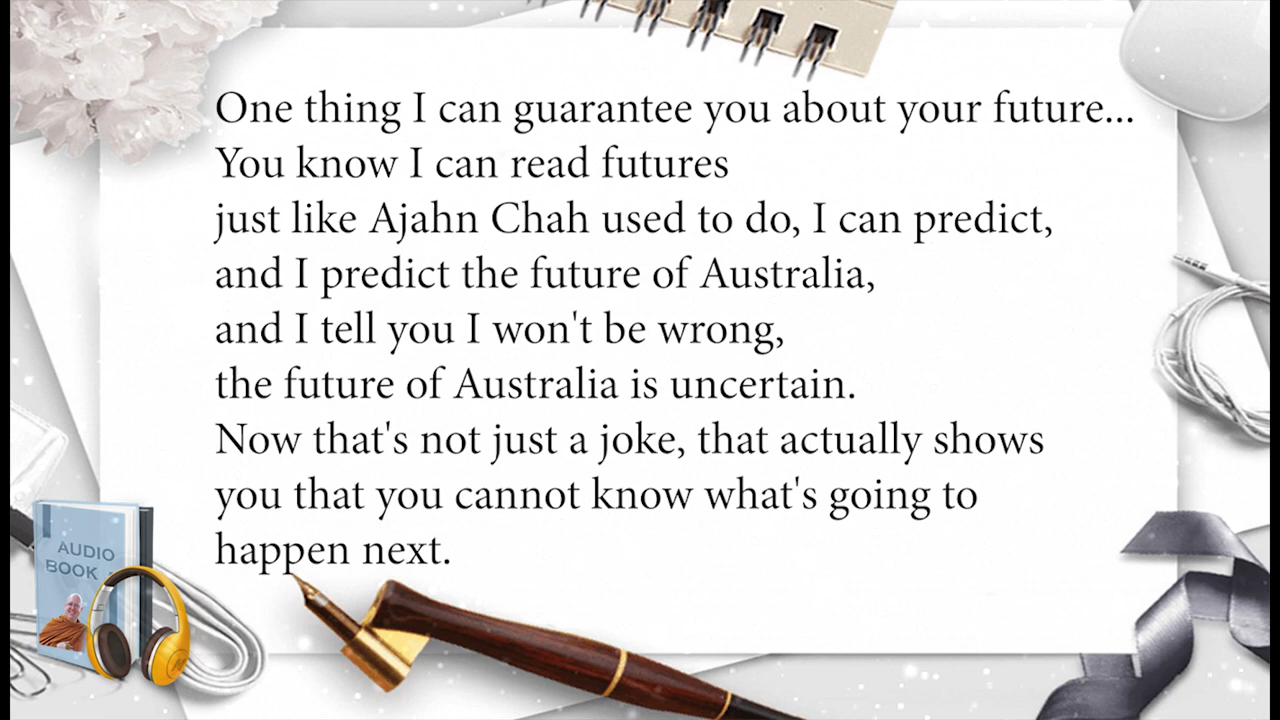 One thing I can guarantee you about your future...
You know I can read futures
just like Ajahn Chah used to do, I can predict,
and I predict the future of Australia,
and I tell you I won't be wrong,
the future of Australia is uncertain.
Now that's not just a joke, that actually shows
you that you cannot know what's going to
happen next.
AUDIO
BOOK